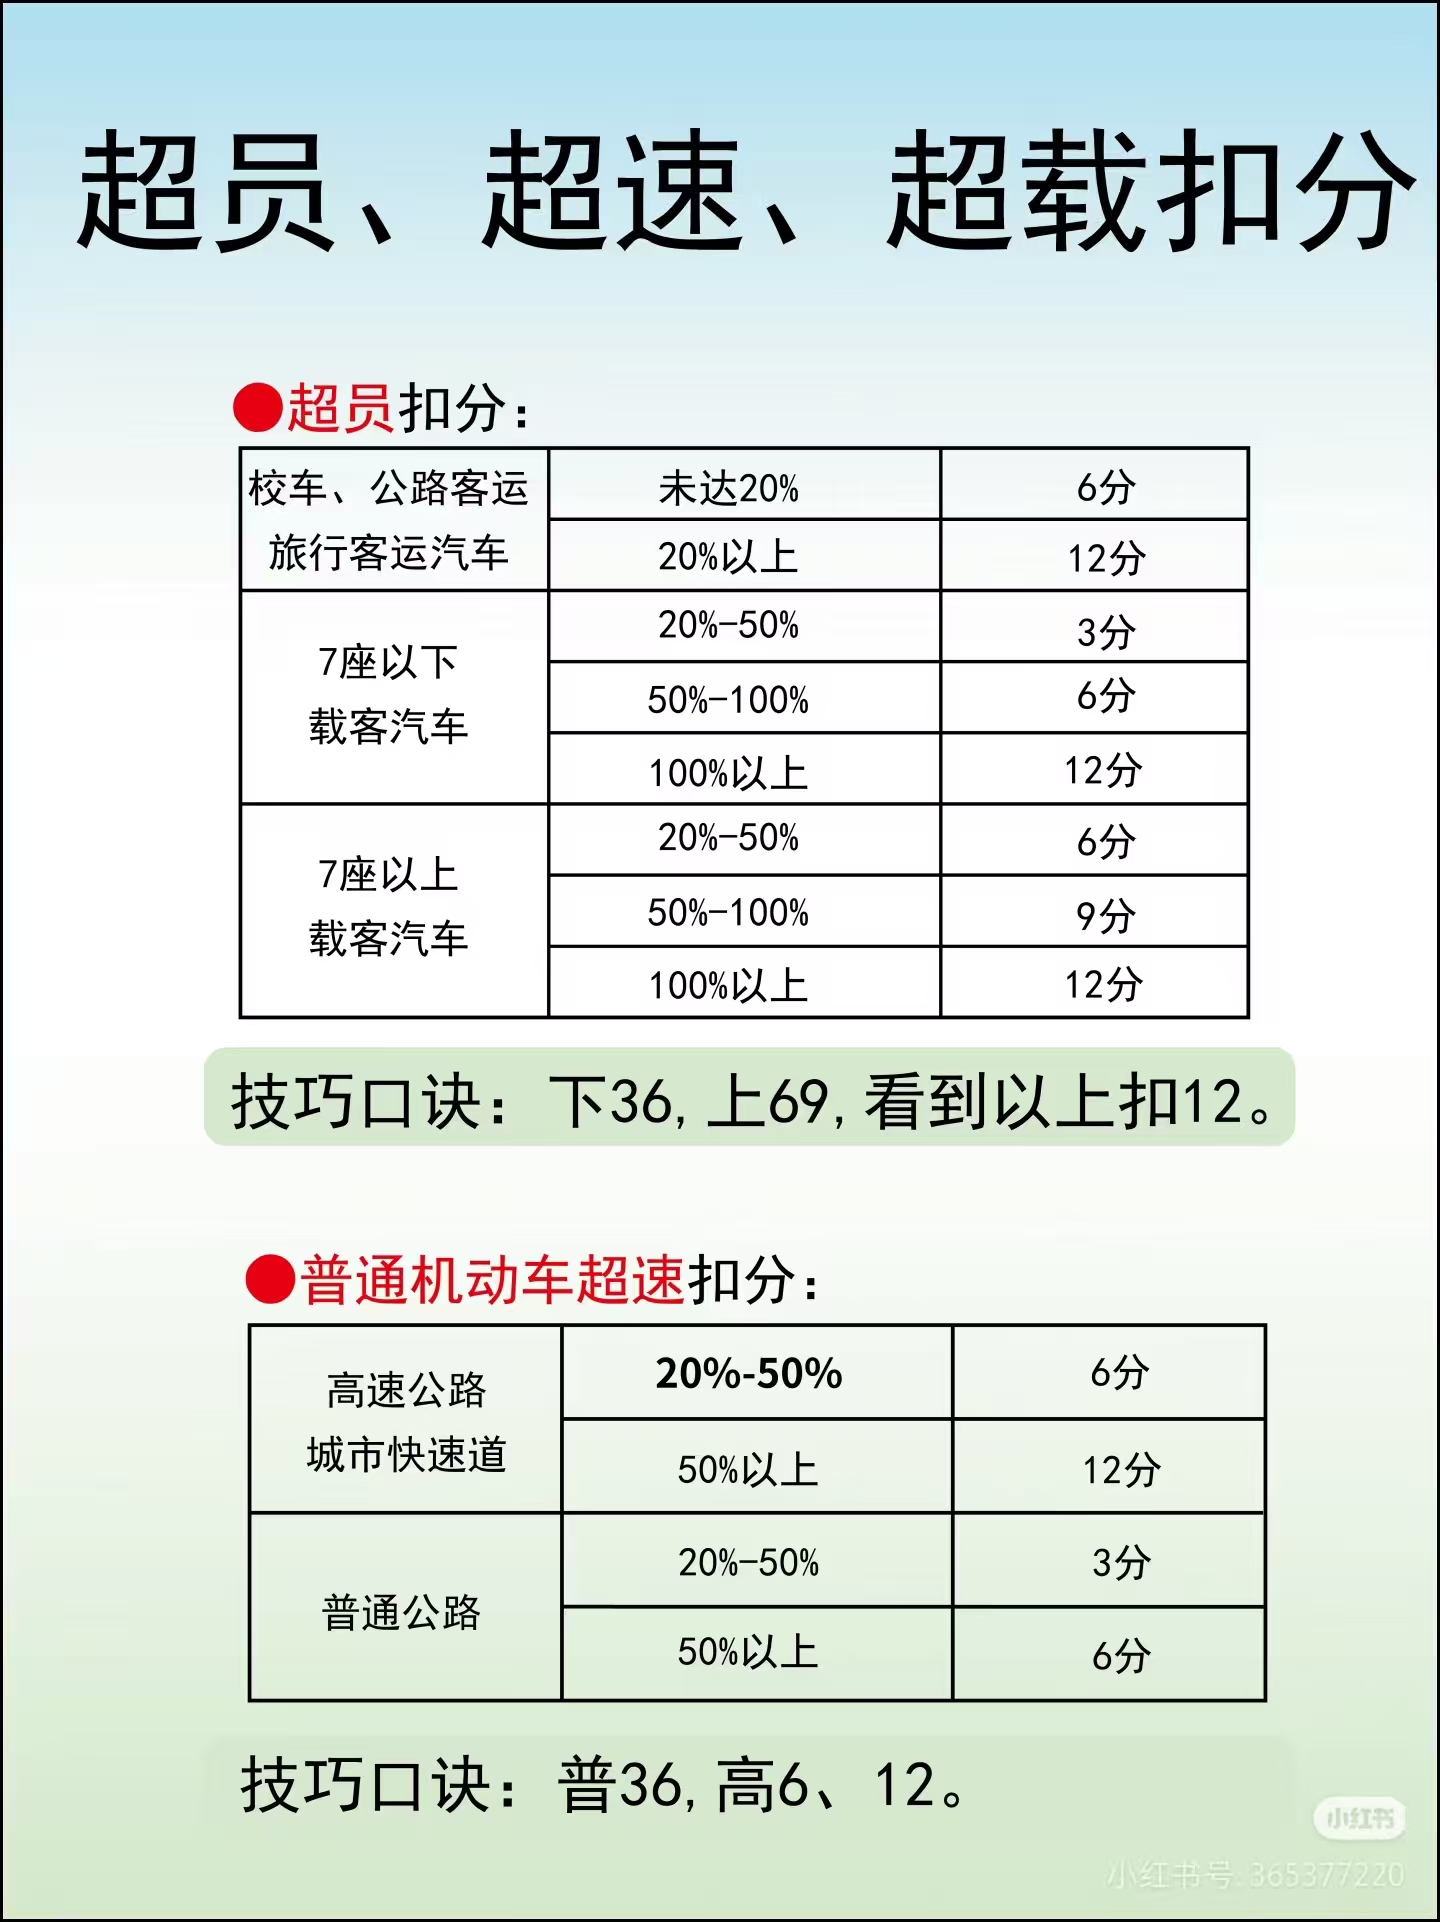 超员、超速、超载扣分
●超员扣分：
校车、公路客运
旅行客运汽车
未达20%
6分
20%以上
12分
7座以下
载客汽车
20%-50%
3分
50%-100%
6分
100%以上
12分
7座以上
载客汽车
20%-50%
6分
50%-100%
9分
100%以上
12分
技巧口诀：下36,上69,看到以上扣12。
●普通机动车超速扣分：
高速公路
城市快速道
20%-50%
6分
50%以上
12分
普通公路
20%-50%
3分
50%以上
6分
技巧口诀：普36,高6、12。
小红书
小红书号:365377220